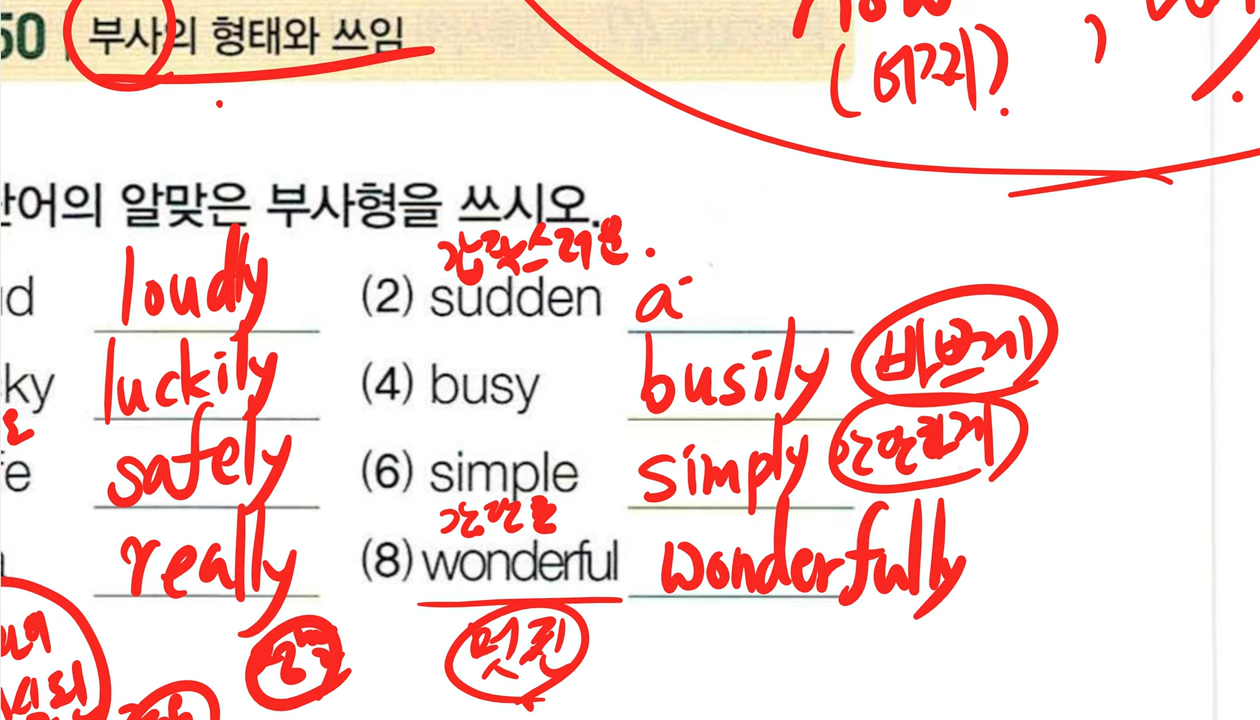 50 부사의 형태와 쓰임
(어찌?)
단어의 알맞은 부사형을 쓰시오.
갑작스러운.
loudly (2) sudden a
ky luckily (4) busy busily 바쁘게
fe safely (6) simple simply 간단하게
간단한
really (8) wonderful wonderfully
멋진